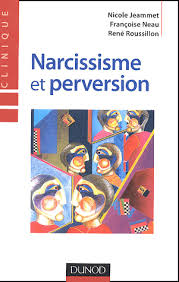 Nicole Jeammet
Françoise Neau
René Roussillon
CLINIQUE
Narcissisme
et perversion
DUNOD